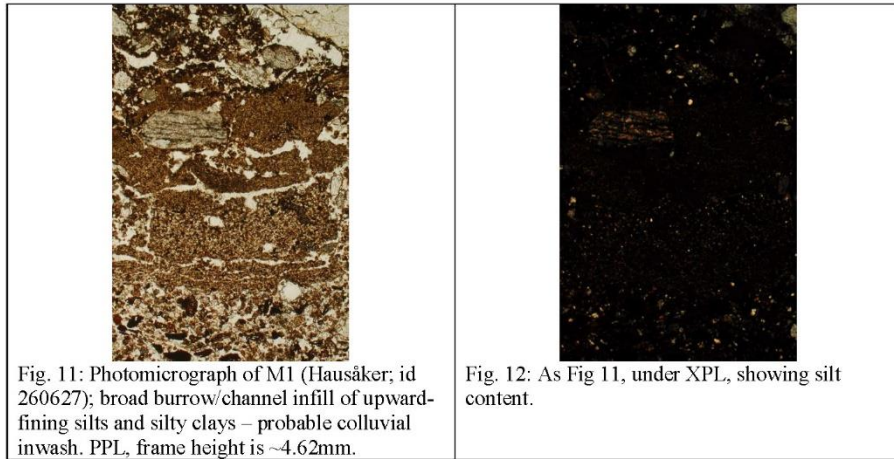 Fig. 11: Photomicrograph of M1 (Hausåker; id
260627); broad burrow/channel infill of upward-
fining silts and silty clays – probable colluvial
inwash. PPL, frame height is ~4.62mm.
Fig. 12: As Fig 11, under XPL, showing silt
content.